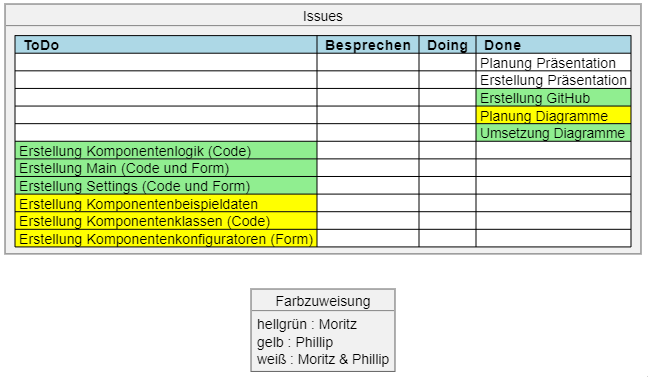 Issues
ToDo Besprechen Doing Done
Planung Präsentation
Erstellung Präsentation
Erstellung GitHub
Planung Diagramme
Umsetzung Diagramme
Erstellung Komponentenlogik (Code)
Erstellung Main (Code und Form)
Erstellung Settings (Code und Form)
Erstellung Komponentenbeispieldaten
Erstellung Komponentenklassen (Code)
Erstellung Komponentenkonfiguratoren (Form)
Farbzuweisung
hellgrün : Moritz
gelb : Phillip
weiß : Moritz & Phillip